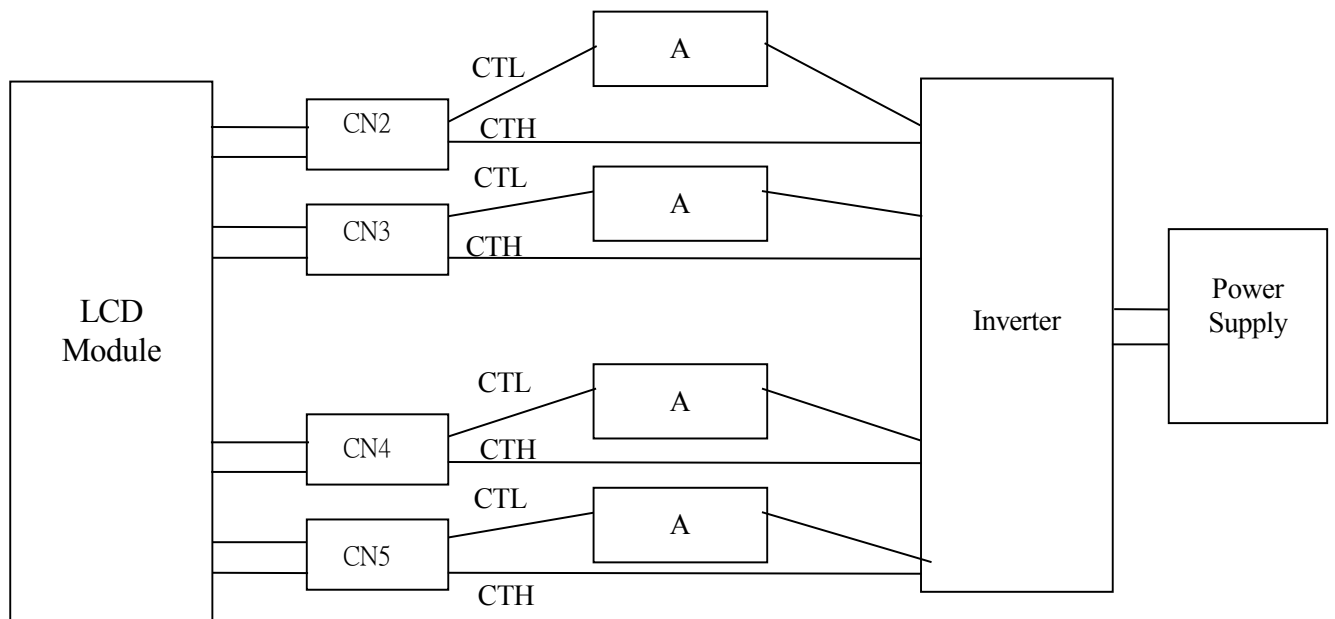 A
CTL
CN2
CTH
CTL
A
CN3
CTH
LCD
Module
Inverter
Power
Supply
CTL
A
CN4
CTH
CTL
A
CN5
CTH